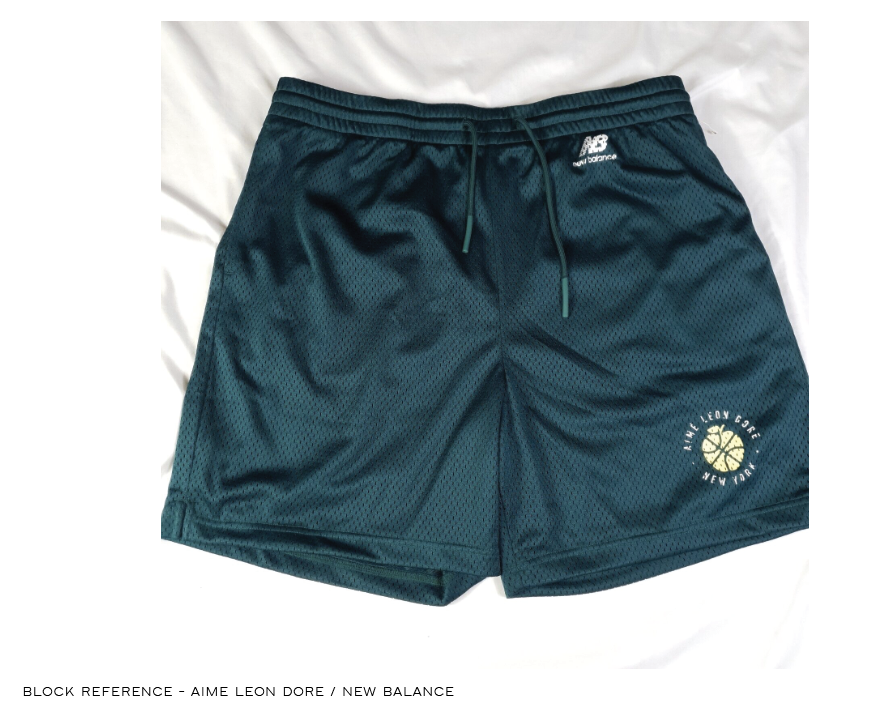 NB
new balance
AIME LEON DORE
NEW YORK
BLOCK REFERENCE - AIME LEON DORE / NEW BALANCE